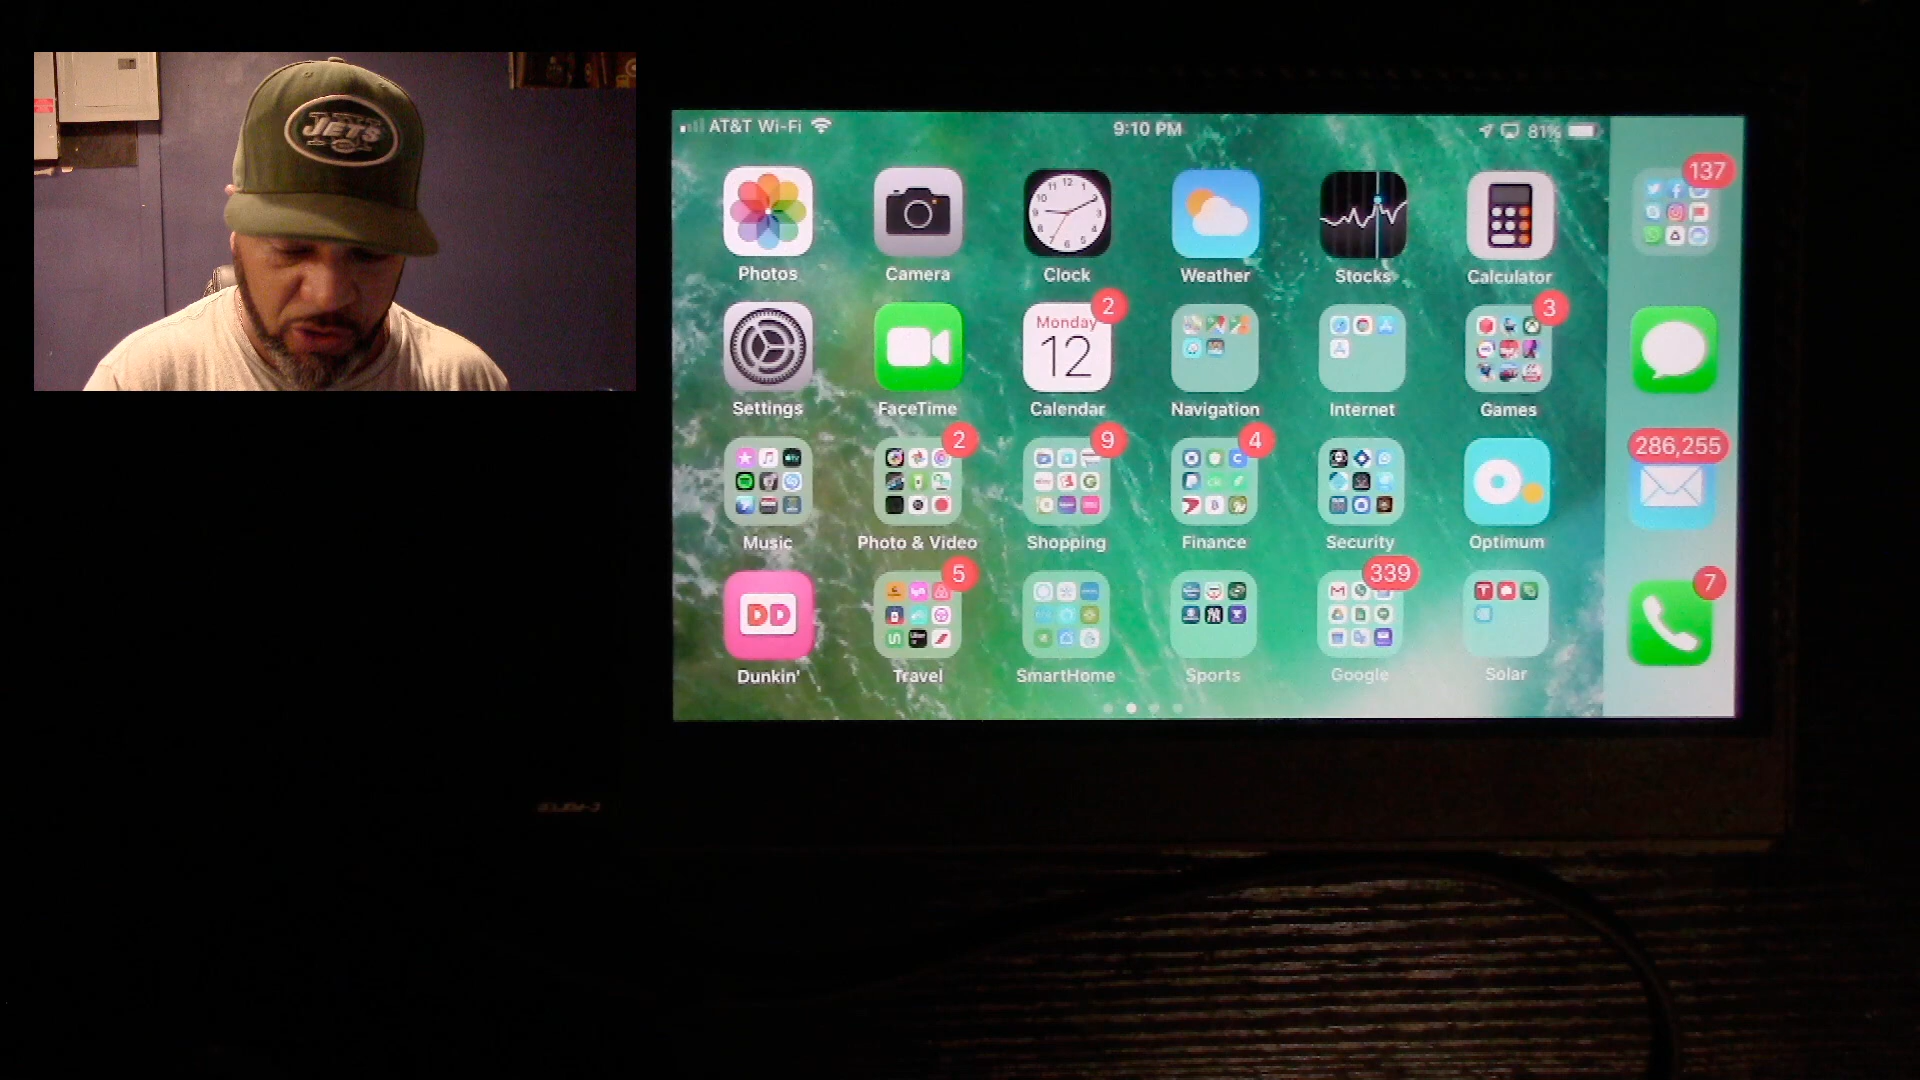 JETS
AT&T Wi-Fi
9:10 PM
81%
137
Photos
Camera
Clock
Weather
Stocks
Calculator
2
Monday
12
3
Settings
FaceTime
Calendar
Navigation
Internet
Games
2
9
4
286,255
Music
Photo & Video
Shopping
Finance
Security
Optimum
DD
5
339
7
Dunkin'
Travel
SmartHome
Sports
Google
Solar